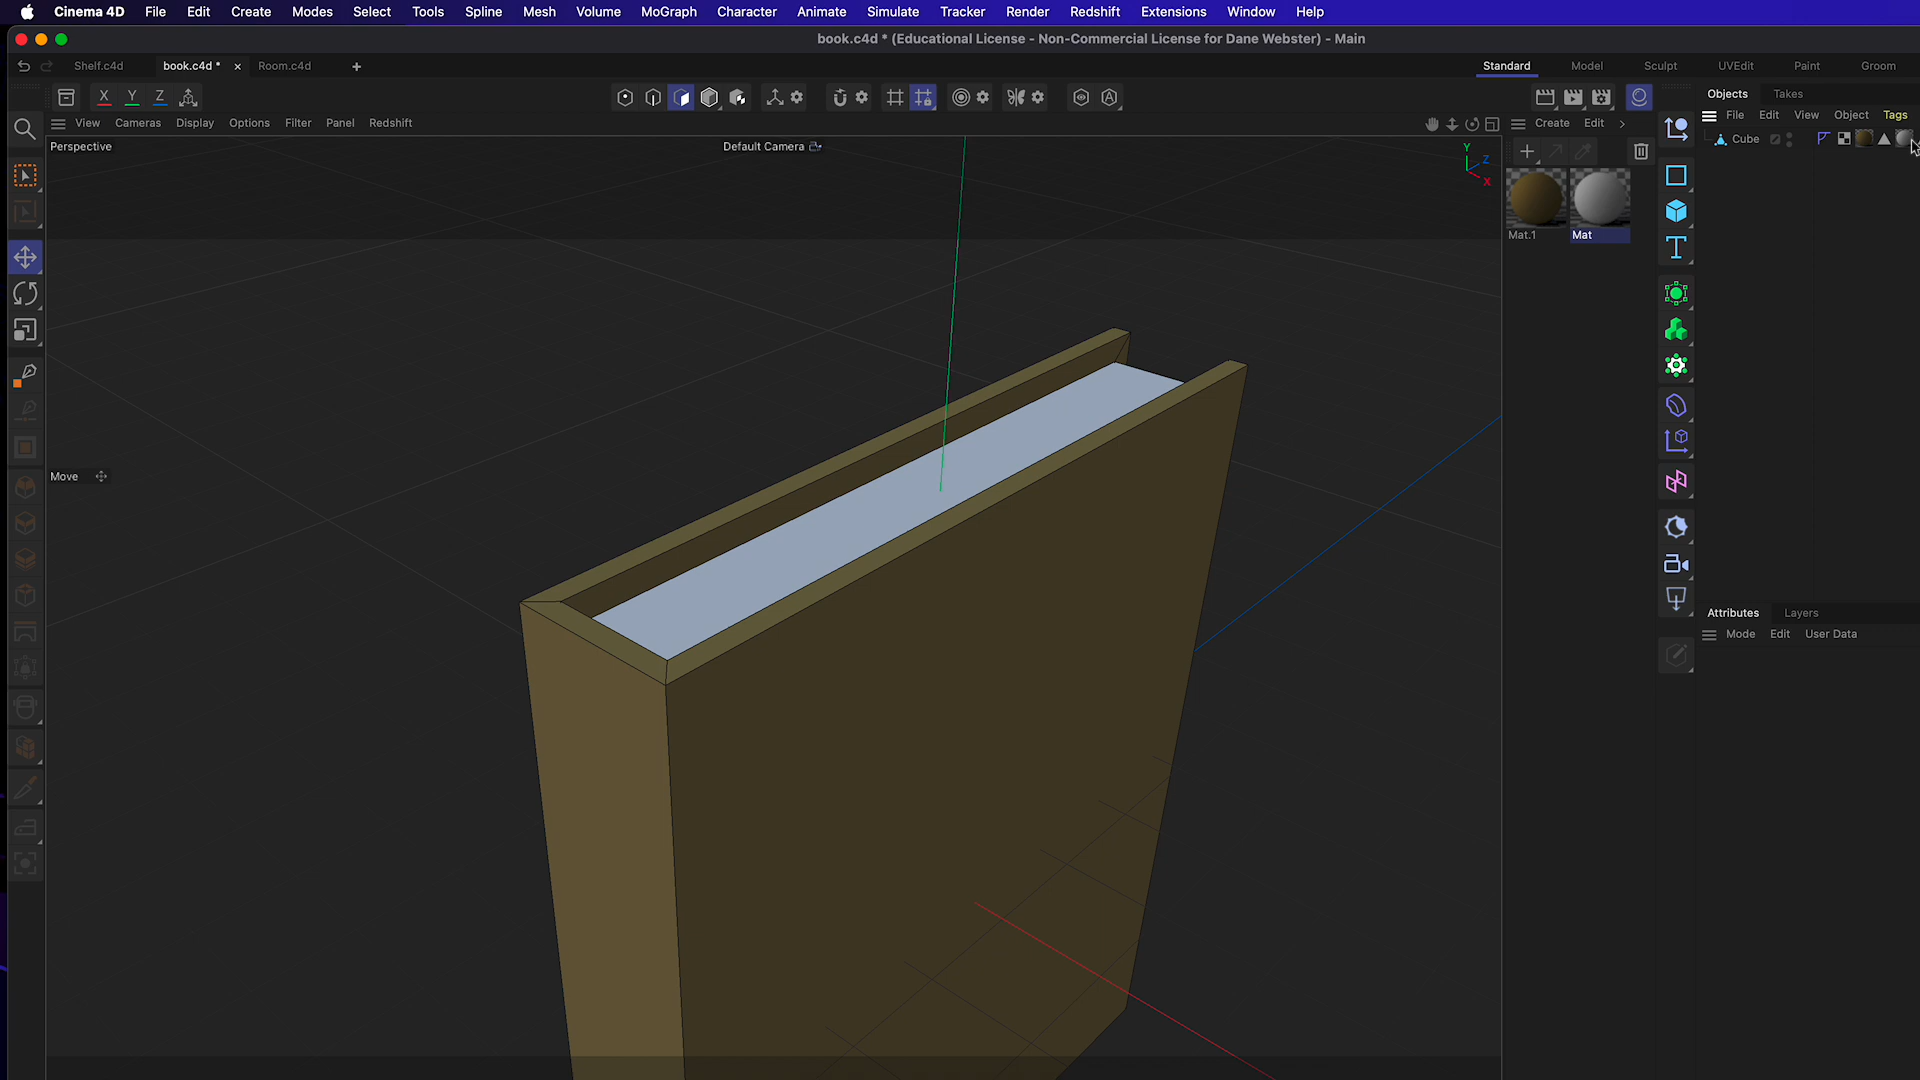 Cinema 4D File Edit Create Modes Select Tools Spline Mesh Volume MoGraph Character Animate Simulate Tracker Render Redshift Extensions Window Help
book.c4d * (Educational License - Non-Commercial License for Dane Webster) - Main
Shelf.c4d book.c4d * Room.c4d Standard Model Sculpt UVEdit Paint Groom
X Y Z Objects Takes
View Cameras Display Options Filter Panel Redshift Create Edit File Edit View Object Tags
Perspective Default Camera Cube
Y
Z
X
Mat.1 Mat
Move
Attributes Layers
Mode Edit User Data